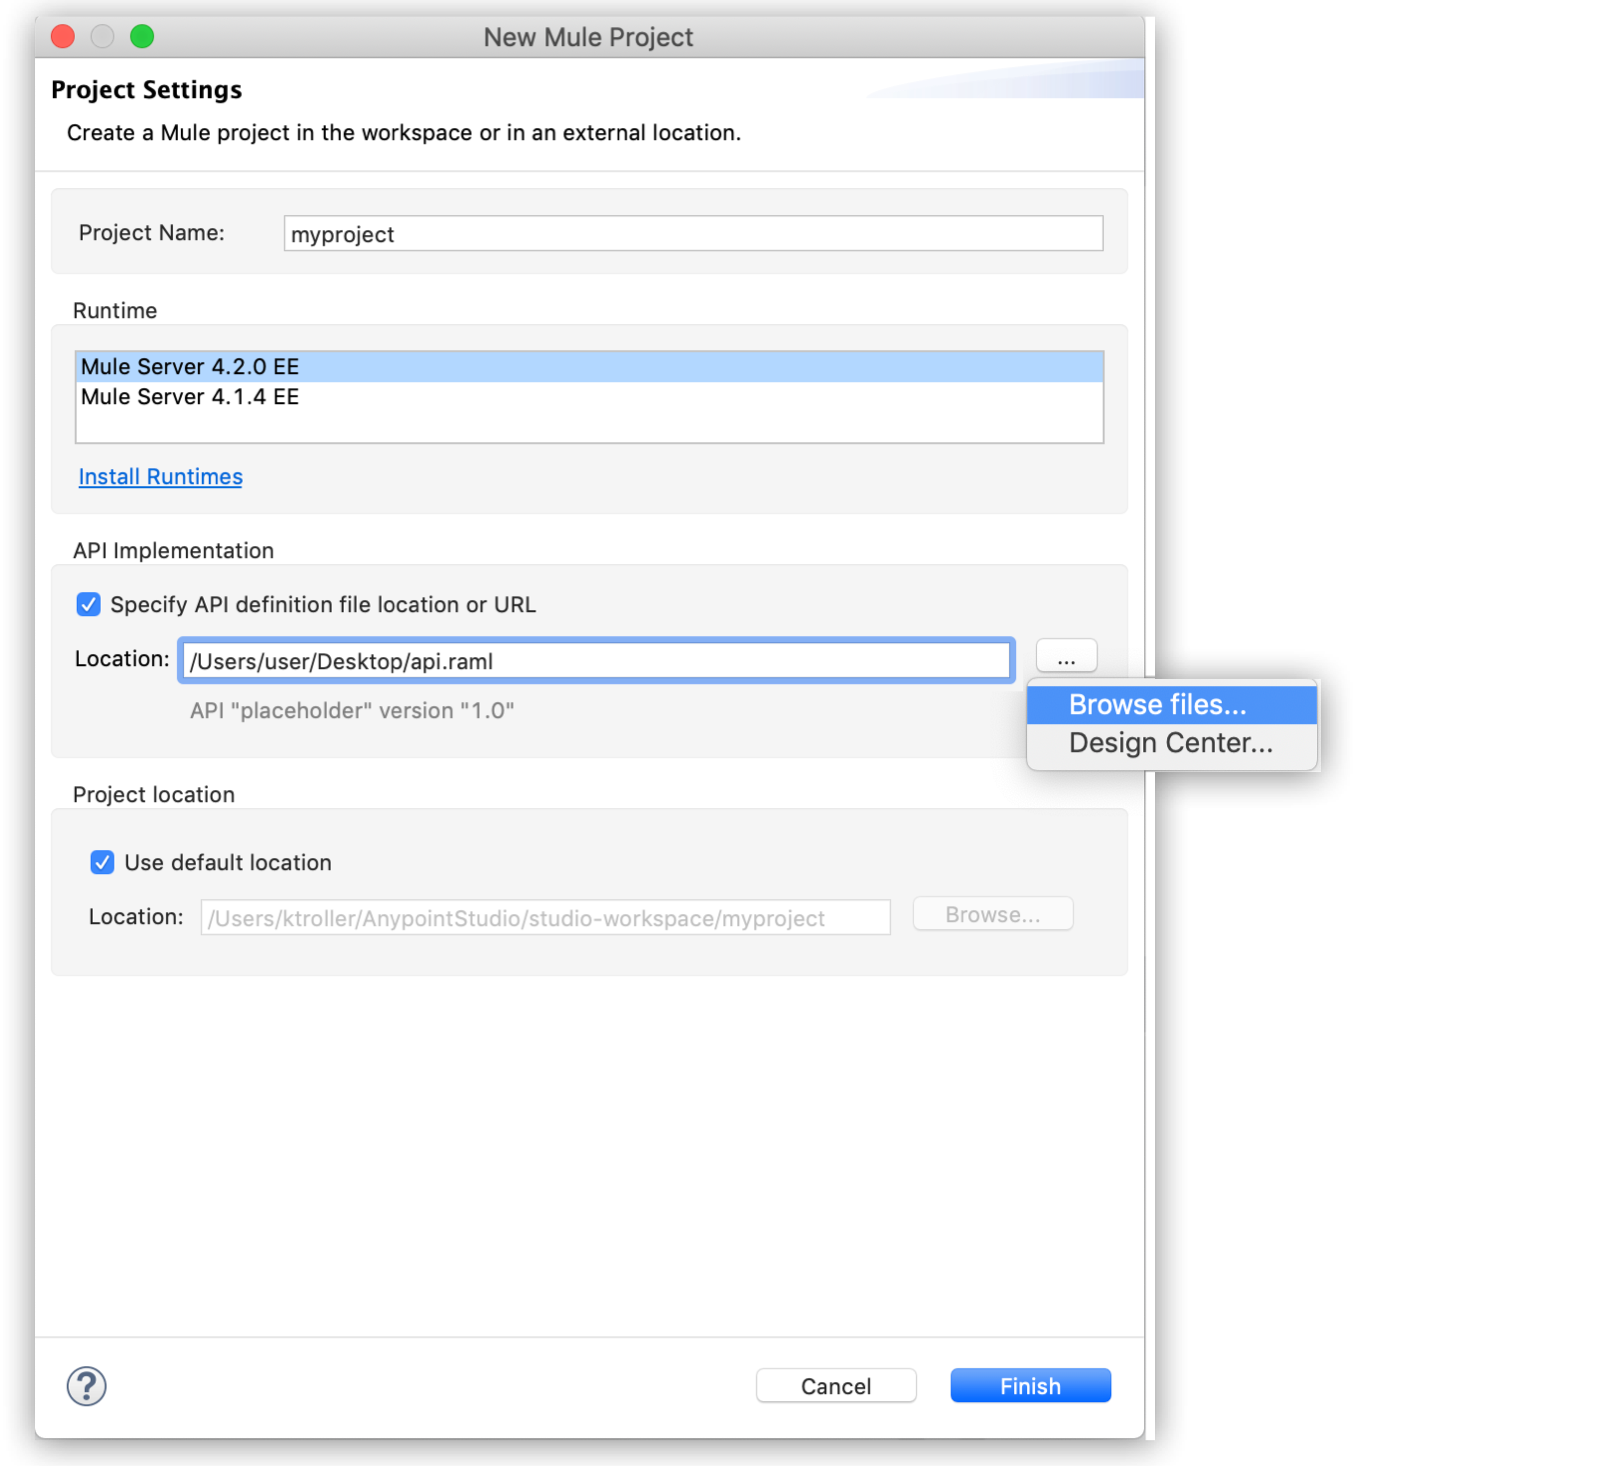 New Mule Project
Project Settings
Create a Mule project in the workspace or in an external location.
Project Name: myproject
Runtime
Mule Server 4.2.0 EE
Mule Server 4.1.4 EE
Install Runtimes
API Implementation
Specify API definition file location or URL
Location: /Users/user/Desktop/api.raml ...
API "placeholder" version "1.0"
Browse files...
Design Center...
Project location
Use default location
Location: /Users/ktroller/AnypointStudio/studio-workspace/myproject Browse...
? Cancel Finish